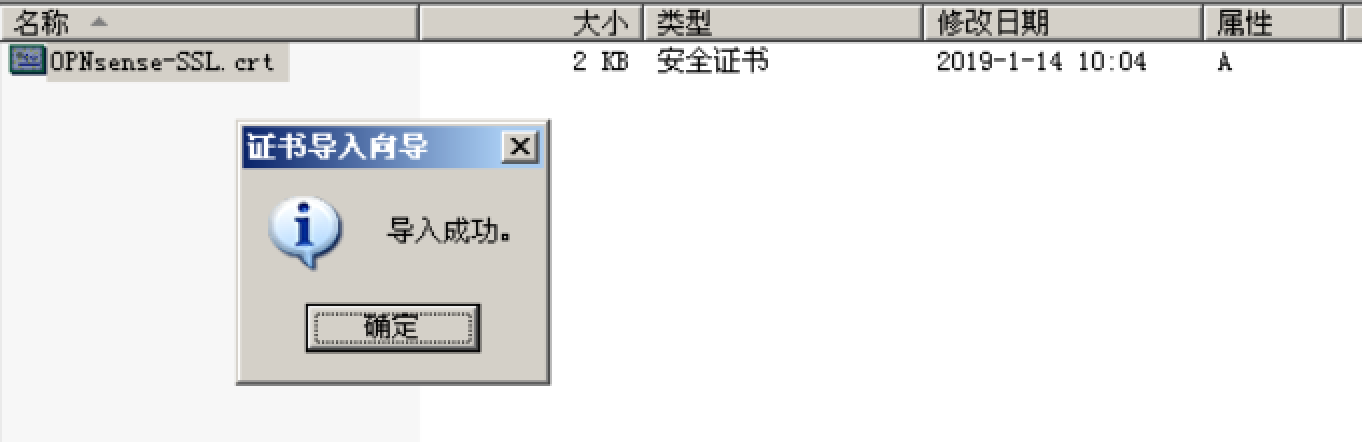 名称 大小 类型 修改日期 属性
OPNsense-SSL.crt 2 KB 安全证书 2019-1-14 10:04 A
证书导入向导
导入成功。
确定